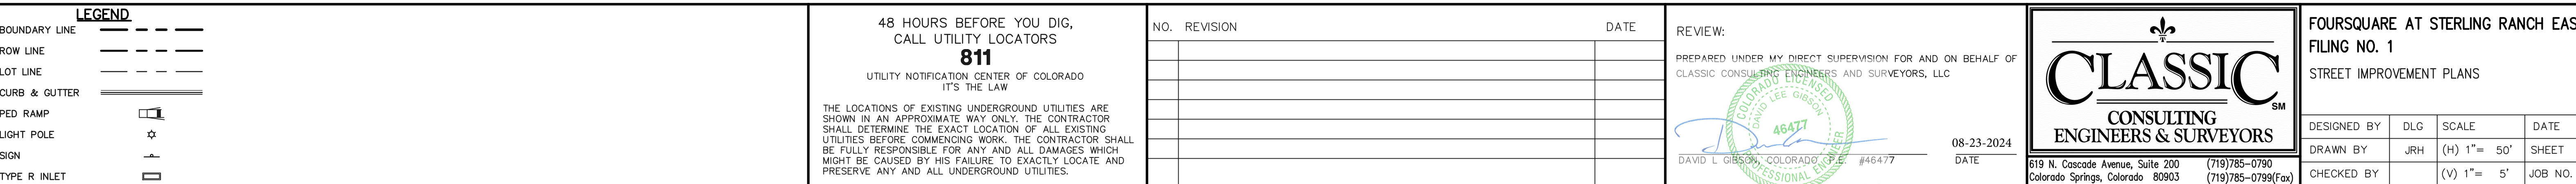 LEGEND
BOUNDARY LINE
ROW LINE
LOT LINE
CURB & GUTTER
PED RAMP
LIGHT POLE
SIGN
TYPE R INLET
48 HOURS BEFORE YOU DIG,
CALL UTILITY LOCATORS
811
UTILITY NOTIFICATION CENTER OF COLORADO
IT'S THE LAW
THE LOCATIONS OF EXISTING UNDERGROUND UTILITIES ARE
SHOWN IN AN APPROXIMATE WAY ONLY. THE CONTRACTOR
SHALL DETERMINE THE EXACT LOCATION OF ALL EXISTING
UTILITIES BEFORE COMMENCING WORK. THE CONTRACTOR SHALL
BE FULLY RESPONSIBLE FOR ANY AND ALL DAMAGES WHICH
MIGHT BE CAUSED BY HIS FAILURE TO EXACTLY LOCATE AND
PRESERVE ANY AND ALL UNDERGROUND UTILITIES.
NO. REVISION DATE
REVIEW:
PREPARED UNDER MY DIRECT SUPERVISION FOR AND ON BEHALF OF
CLASSIC CONSULTING ENGINEERS AND SURVEYORS, LLC
COLORADO LICENSED
DAVID LEE GIBSON
46477
PROFESSIONAL ENGINEER
08-23-2024
DAVID L GIBSON, COLORADO P.E. #46477 DATE
CLASSIC SM
CONSULTING
ENGINEERS & SURVEYORS
619 N. Cascade Avenue, Suite 200 (719)785-0790
Colorado Springs, Colorado 80903 (719)785-0799(Fax)
FOURSQUARE AT STERLING RANCH EAS
FILING NO. 1
STREET IMPROVEMENT PLANS
DESIGNED BY DLG SCALE DATE
DRAWN BY JRH (H) 1"= 50' SHEET
CHECKED BY (V) 1"= 5' JOB NO.